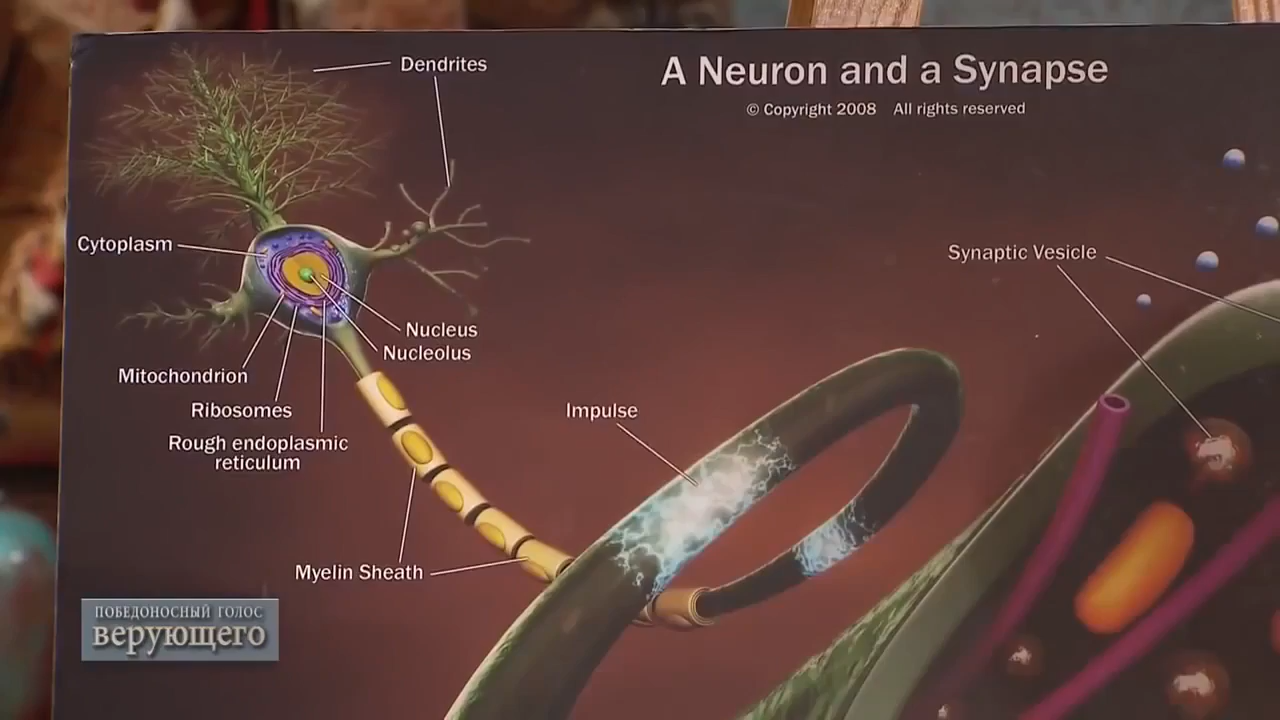 A Neuron and a Synapse
© Copyright 2008 All rights reserved
Dendrites
Cytoplasm
Nucleus
Nucleolus
Mitochondrion
Ribosomes
Rough endoplasmic
reticulum
Myelin Sheath
Impulse
Synaptic Vesicle
ПОБЕДОНОСНЫЙ ГОЛОС
верующего